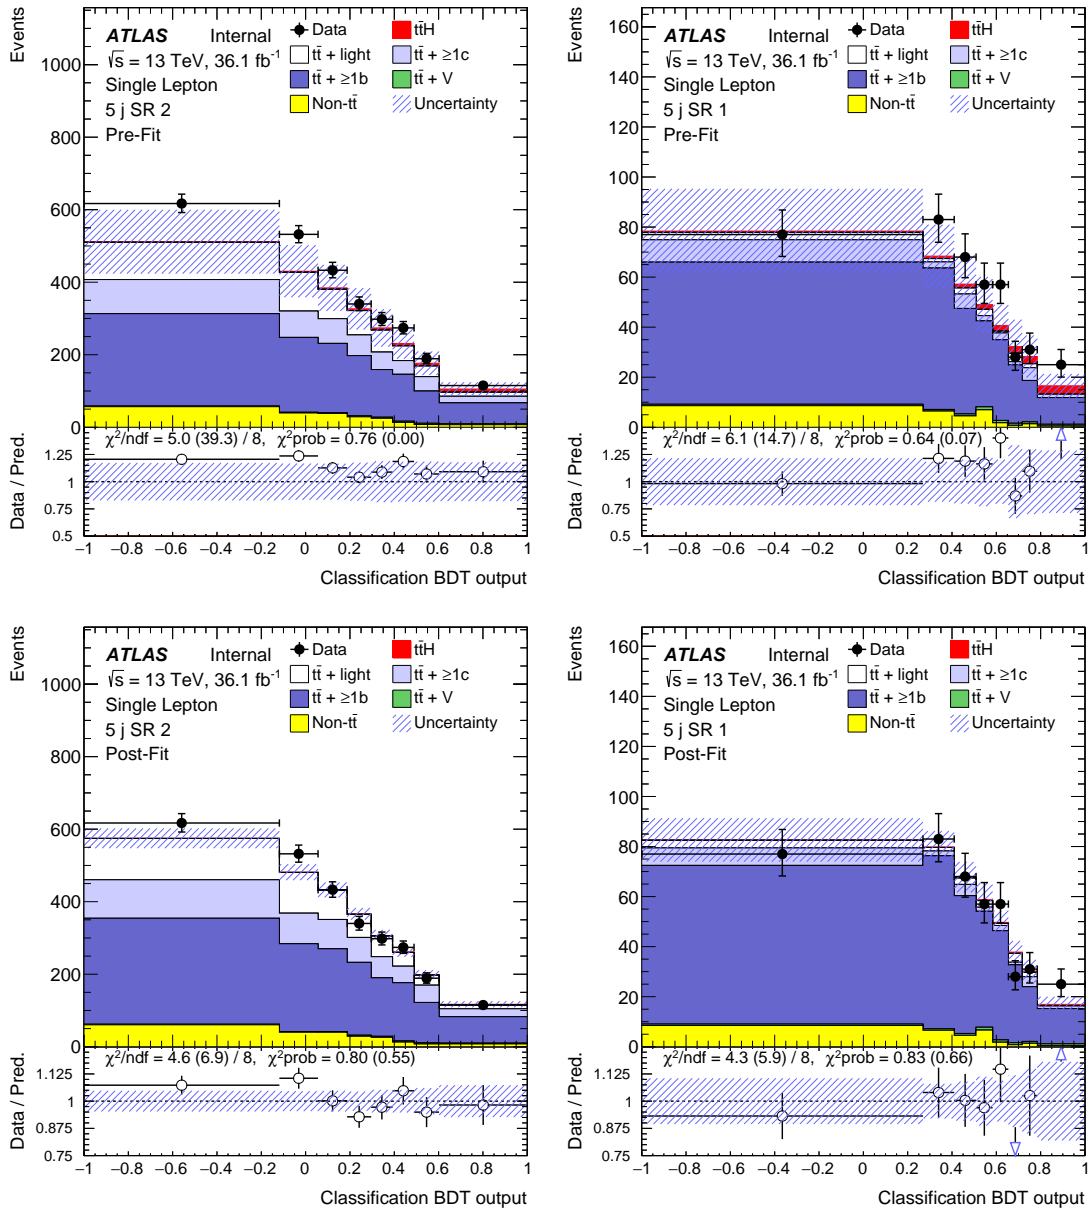 Events
1000
800
600
400
200
0
ATLAS Internal
√s = 13 TeV, 36.1 fb⁻¹
Single Lepton
5 j SR 2
Pre-Fit
Data
tt̄H
tt̄ + light
tt̄ + ≥1c
tt̄ + ≥1b
tt̄ + V
Non-tt̄
Uncertainty
χ²/ndf = 5.0 (39.3) / 8, χ²prob = 0.76 (0.00)
Data / Pred.
1.25
1
0.75
0.5
−1 −0.8 −0.6 −0.4 −0.2 0 0.2 0.4 0.6 0.8 1
Classification BDT output
Events
160
140
120
100
80
60
40
20
0
ATLAS Internal
√s = 13 TeV, 36.1 fb⁻¹
Single Lepton
5 j SR 1
Pre-Fit
Data
tt̄H
tt̄ + light
tt̄ + ≥1c
tt̄ + ≥1b
tt̄ + V
Non-tt̄
Uncertainty
χ²/ndf = 6.1 (14.7) / 8, χ²prob = 0.64 (0.07)
Data / Pred.
1.25
1
0.75
0.5
−1 −0.8 −0.6 −0.4 −0.2 0 0.2 0.4 0.6 0.8 1
Classification BDT output
Events
1000
800
600
400
200
0
ATLAS Internal
√s = 13 TeV, 36.1 fb⁻¹
Single Lepton
5 j SR 2
Post-Fit
Data
tt̄H
tt̄ + light
tt̄ + ≥1c
tt̄ + ≥1b
tt̄ + V
Non-tt̄
Uncertainty
χ²/ndf = 4.6 (6.9) / 8, χ²prob = 0.80 (0.55)
Data / Pred.
1.125
1
0.875
0.75
−1 −0.8 −0.6 −0.4 −0.2 0 0.2 0.4 0.6 0.8 1
Classification BDT output
Events
160
140
120
100
80
60
40
20
0
ATLAS Internal
√s = 13 TeV, 36.1 fb⁻¹
Single Lepton
5 j SR 1
Post-Fit
Data
tt̄H
tt̄ + light
tt̄ + ≥1c
tt̄ + ≥1b
tt̄ + V
Non-tt̄
Uncertainty
χ²/ndf = 4.3 (5.9) / 8, χ²prob = 0.83 (0.66)
Data / Pred.
1.125
1
0.875
0.75
−1 −0.8 −0.6 −0.4 −0.2 0 0.2 0.4 0.6 0.8 1
Classification BDT output